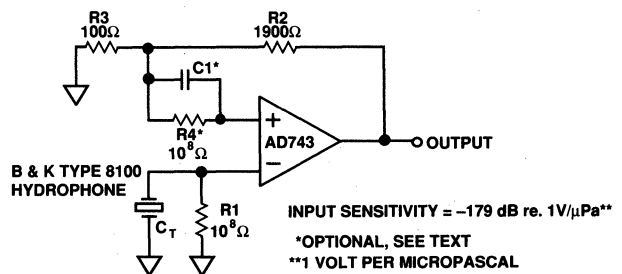 R3
100Ω
R2
1900Ω
C1*
R4*
10⁸Ω
+
AD743
−
OUTPUT
B & K TYPE 8100
HYDROPHONE
C_T
R1
10⁸Ω
INPUT SENSITIVITY = –179 dB re. 1V/μPa**
*OPTIONAL, SEE TEXT
**1 VOLT PER MICROPASCAL